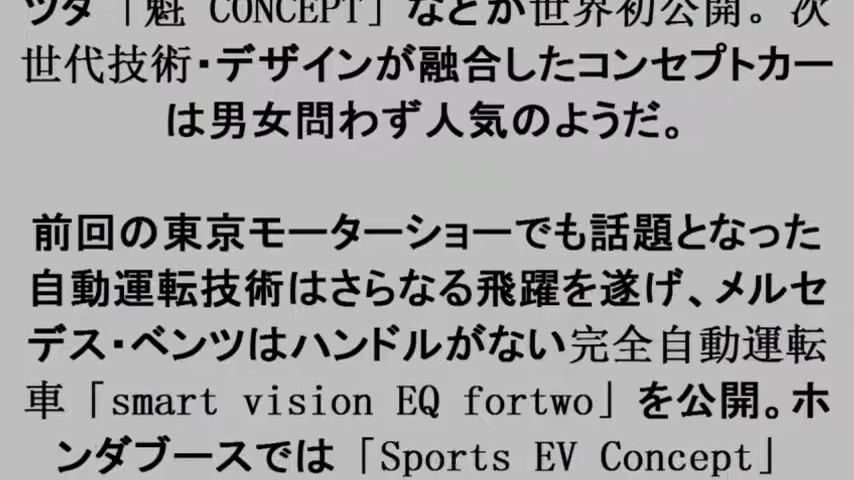 ツダ「魁 CONCEPT」などが世界初公開。次
世代技術・デザインが融合したコンセプトカー
は男女問わず人気のようだ。
前回の東京モーターショーでも話題となった
自動運転技術はさらなる飛躍を遂げ、メルセ
デス・ベンツはハンドルがない完全自動運転
車「smart vision EQ fortwo」を公開。ホ
ンダブースでは「Sports EV Concept」